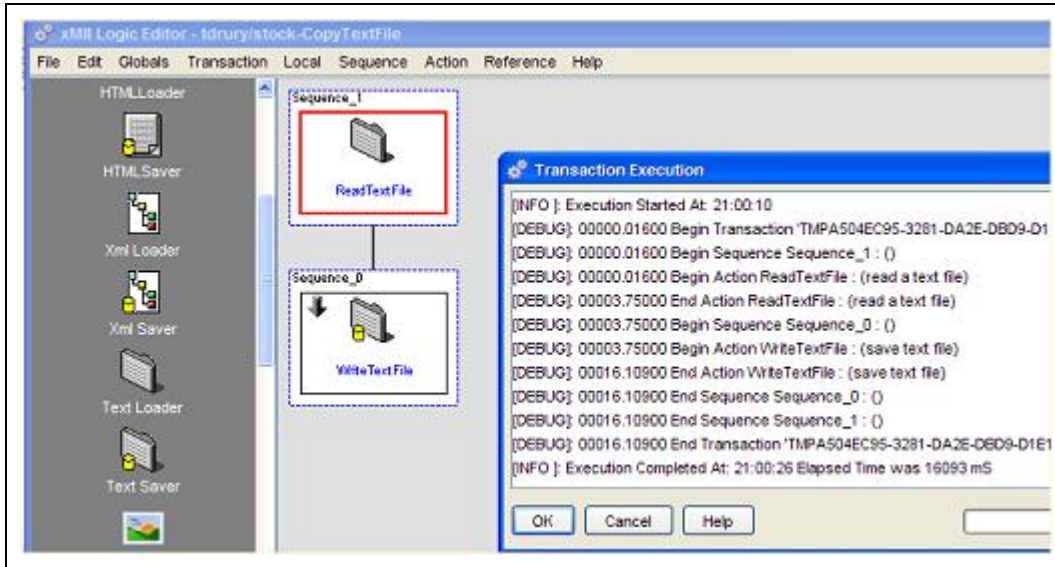 xMII Logic Editor - tdrury/stock-CopyTextFile
File Edit Globals Transaction Local Sequence Action Reference Help
HTMLLoader
HTMLSaver
Xml Loader
Xml Saver
Text Loader
Text Saver
Sequence_1
ReadTextFile
Sequence_0
WriteTextFile
Transaction Execution
[INFO ]: Execution Started At: 21:00:10
[DEBUG]: 00000.01600 Begin Transaction 'TMPA504EC95-3281-DA2E-DBD9-D1
[DEBUG]: 00000.01600 Begin Sequence Sequence_1 : ()
[DEBUG]: 00000.01600 Begin Action ReadTextFile : (read a text file)
[DEBUG]: 00003.75000 End Action ReadTextFile : (read a text file)
[DEBUG]: 00003.75000 Begin Sequence Sequence_0 : ()
[DEBUG]: 00003.75000 Begin Action WriteTextFile : (save text file)
[DEBUG]: 00016.10900 End Action WriteTextFile : (save text file)
[DEBUG]: 00016.10900 End Sequence Sequence_0 : ()
[DEBUG]: 00016.10900 End Sequence Sequence_1 : ()
[DEBUG]: 00016.10900 End Transaction 'TMPA504EC95-3281-DA2E-DBD9-D1E1
[INFO ]: Execution Completed At: 21:00:26 Elapsed Time was 16093 mS
OK Cancel Help